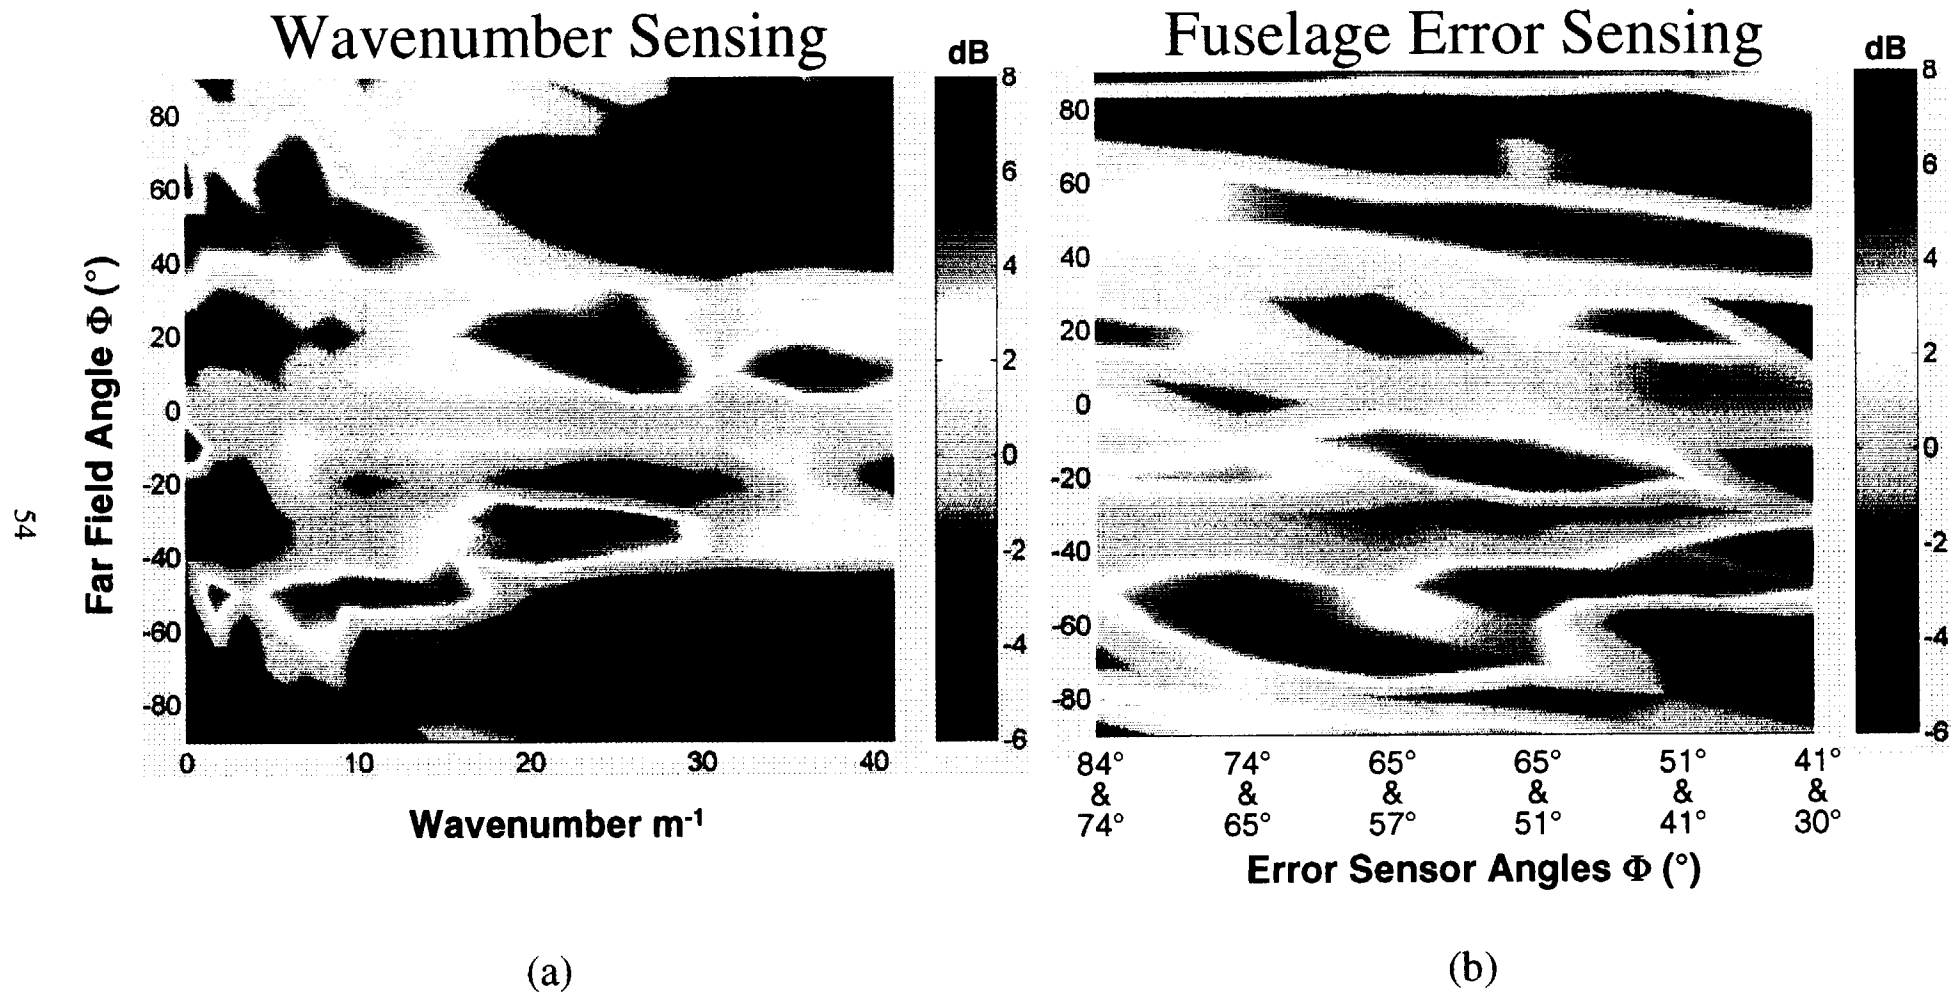 Wavenumber Sensing
dB
8
6
4
2
0
-2
-4
-6
80
60
40
20
0
-20
-40
-60
-80
Far Field Angle Φ (°)
0 10 20 30 40
Wavenumber m-1
(a)
Fuselage Error Sensing
dB
8
6
4
2
0
-2
-4
-6
80
60
40
20
0
-20
-40
-60
-80
84° 74° 65° 65° 51° 41°
& & & & & &
74° 65° 57° 51° 41° 30°
Error Sensor Angles Φ (°)
(b)
54